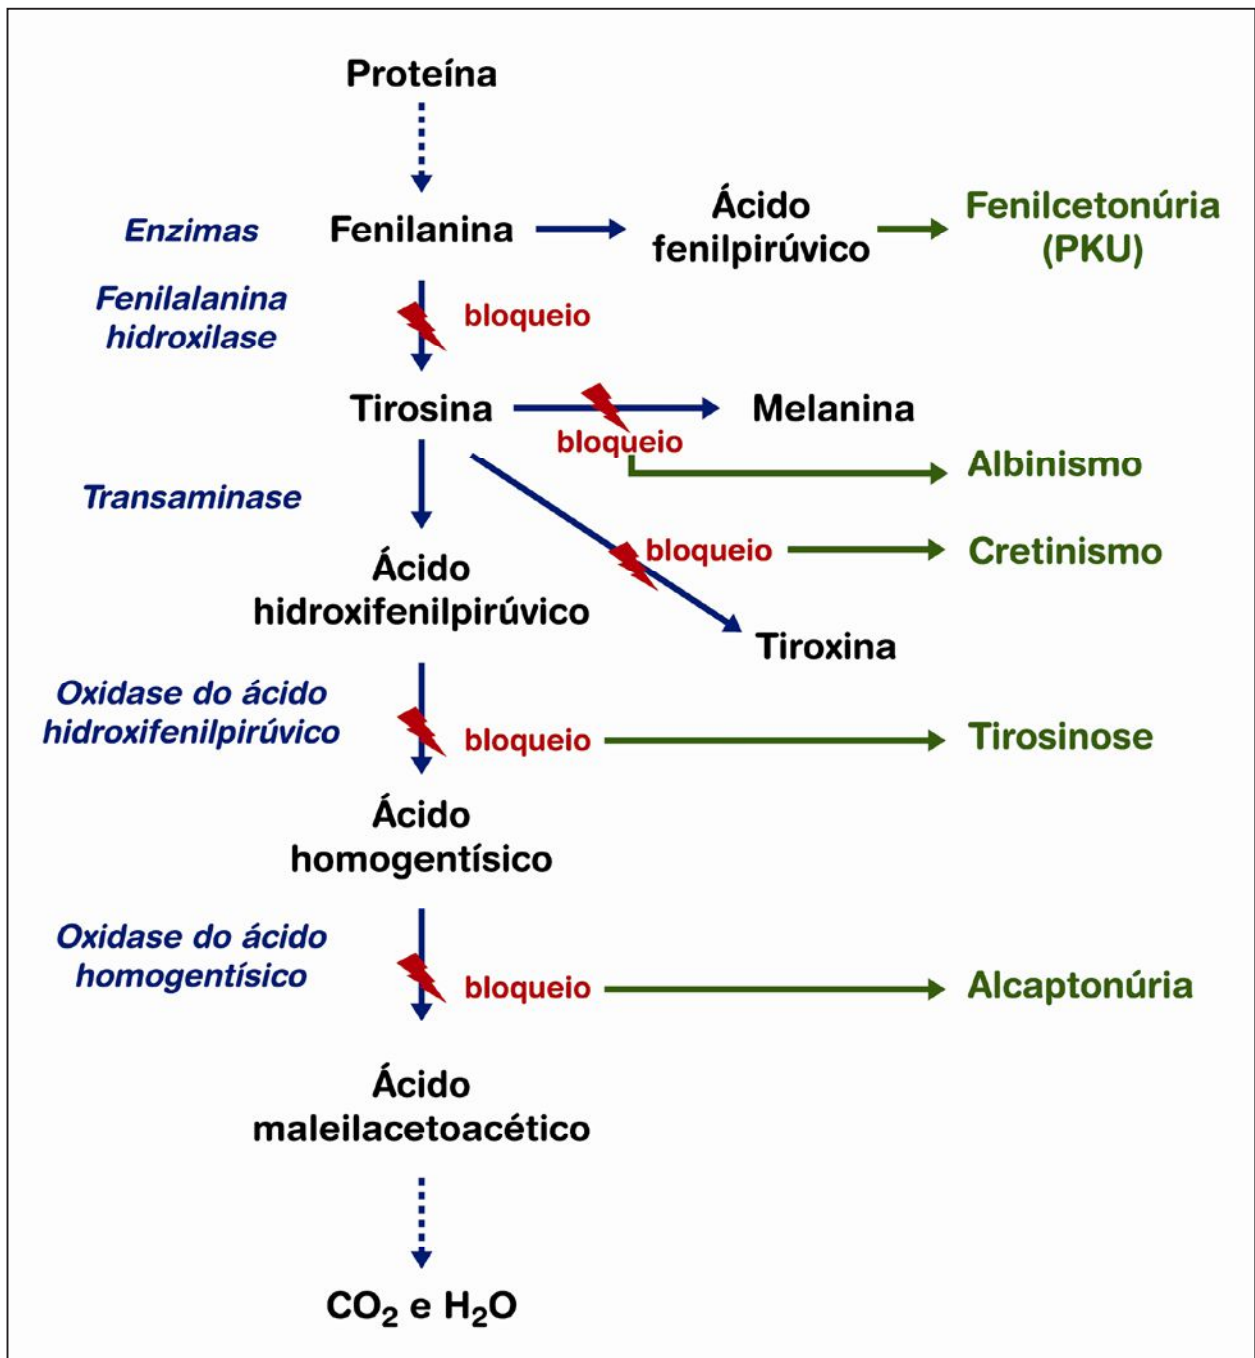 Proteína
Enzimas
Fenilanina
Ácido
fenilpirúvico
Fenilcetonúria
(PKU)
Fenilalanina
hidroxilase
bloqueio
Tirosina
bloqueio
Melanina
Albinismo
Transaminase
bloqueio
Cretinismo
Ácido
hidroxifenilpirúvico
Tiroxina
Oxidase do ácido
hidroxifenilpirúvico
bloqueio
Tirosinose
Ácido
homogentísico
Oxidase do ácido
homogentísico
bloqueio
Alcaptonúria
Ácido
maleilacetoacético
CO₂ e H₂O